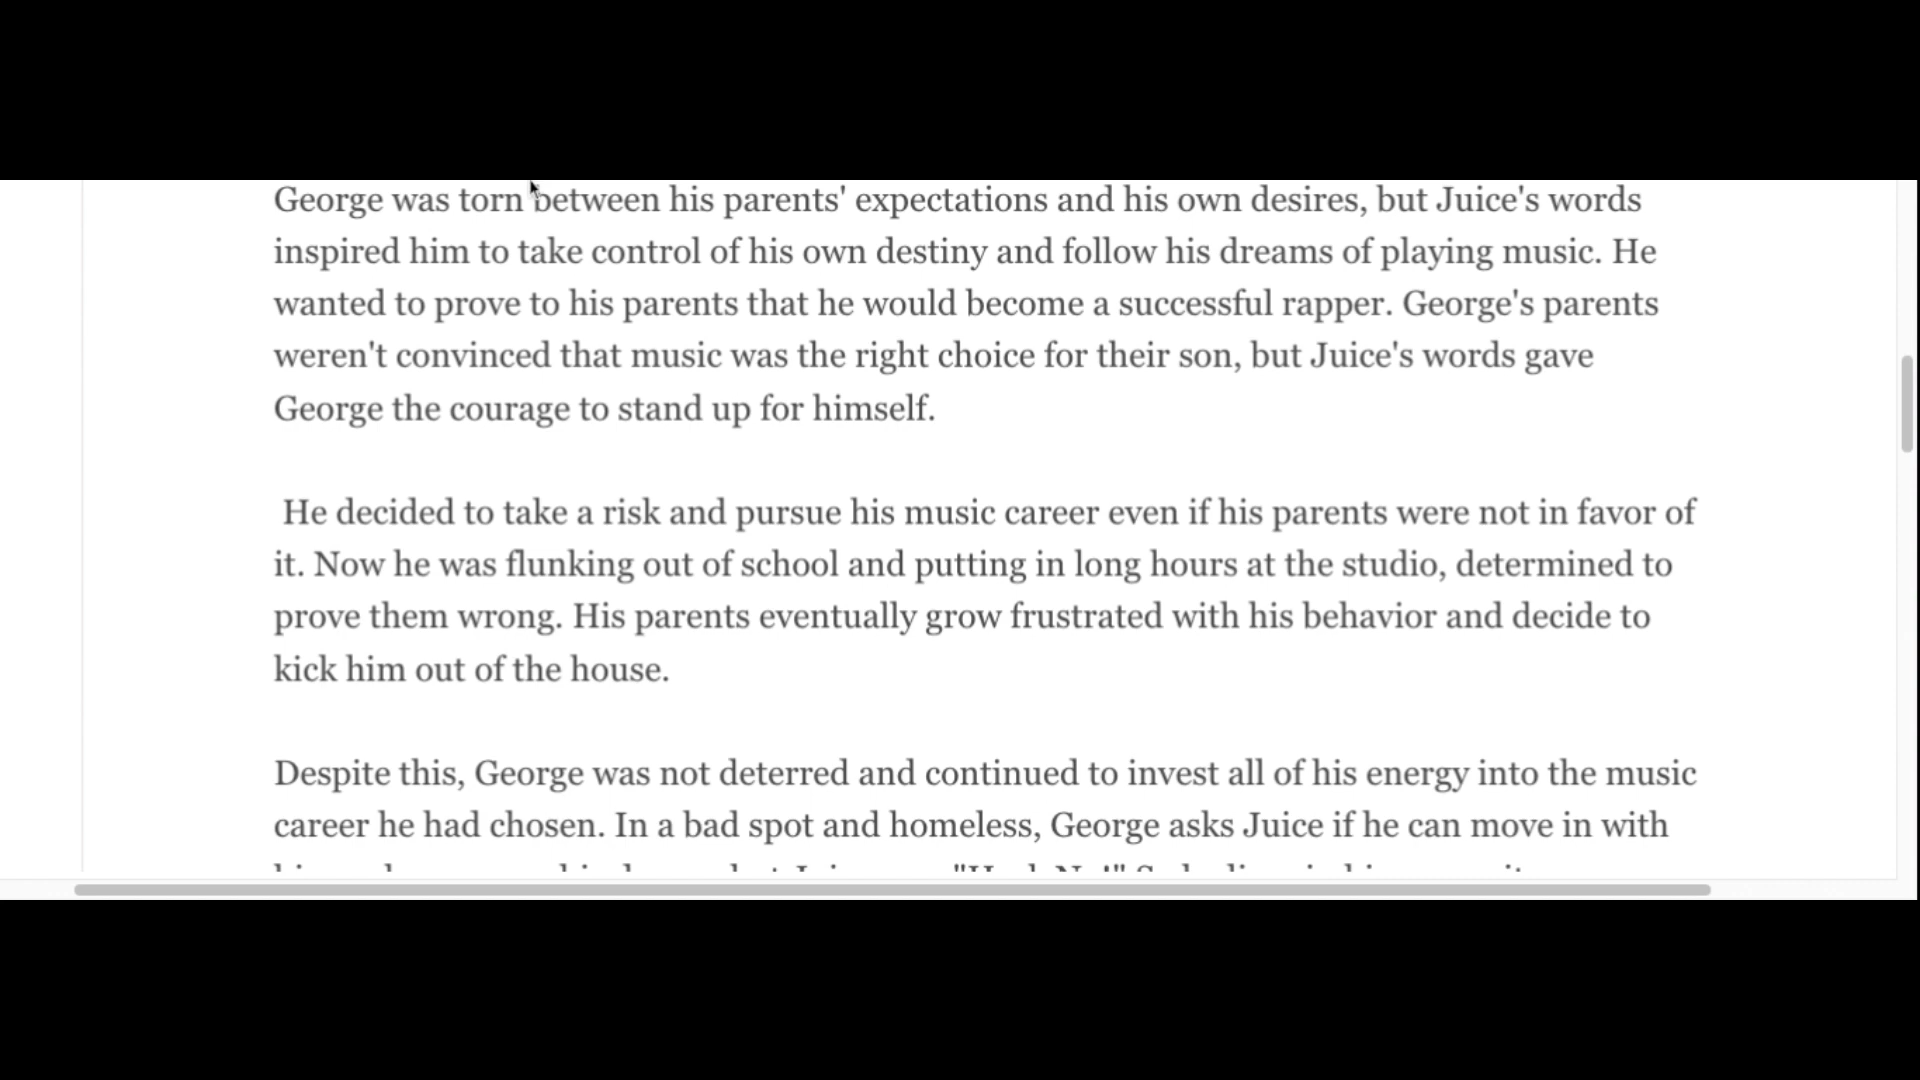 George was torn between his parents' expectations and his own desires, but Juice's words
inspired him to take control of his own destiny and follow his dreams of playing music. He
wanted to prove to his parents that he would become a successful rapper. George's parents
weren't convinced that music was the right choice for their son, but Juice's words gave
George the courage to stand up for himself.
He decided to take a risk and pursue his music career even if his parents were not in favor of
it. Now he was flunking out of school and putting in long hours at the studio, determined to
prove them wrong. His parents eventually grow frustrated with his behavior and decide to
kick him out of the house.
Despite this, George was not deterred and continued to invest all of his energy into the music
career he had chosen. In a bad spot and homeless, George asks Juice if he can move in with